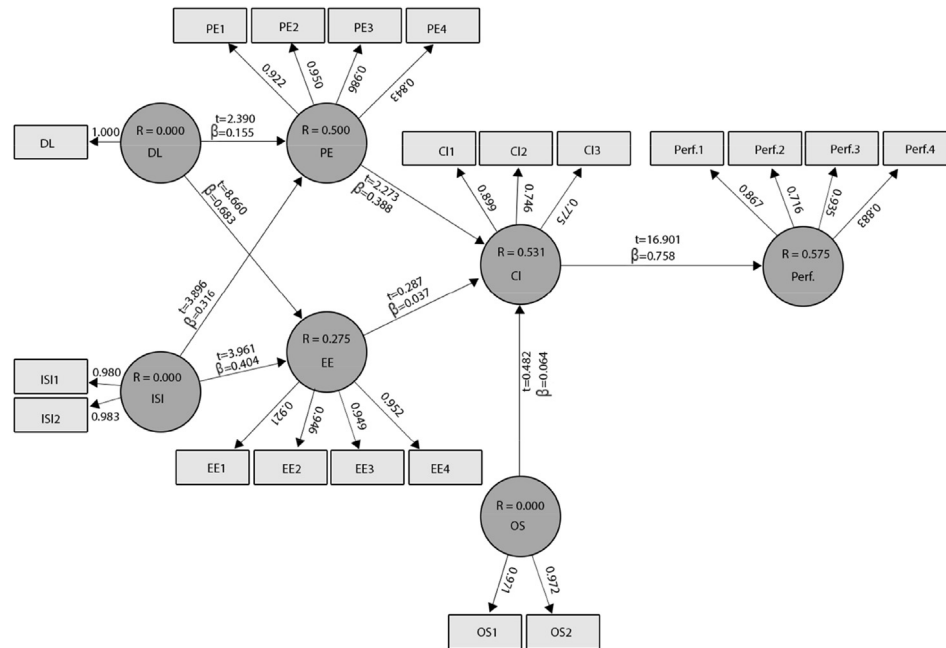 PE1
PE2
PE3
PE4
0.922
0.950
0.986
0.843
DL
1.000
R = 0.000
DL
t=2.390
β=0.155
R = 0.500
PE
CI1
CI2
CI3
0.899
0.746
0.775
Perf.1
Perf.2
Perf.3
Perf.4
0.867
0.716
0.935
0.883
t=8.660
β=0.683
t=2.273
β=0.388
R = 0.531
CI
t=16.901
β=0.758
R = 0.575
Perf.
t=3.896
β=0.316
t=0.287
β=0.037
ISI1
0.980
ISI2
0.983
R = 0.000
ISI
t=3.961
β=0.404
R = 0.275
EE
t=0.482
β=0.064
0.921
0.946
0.949
0.952
EE1
EE2
EE3
EE4
R = 0.000
OS
0.971
0.972
OS1
OS2